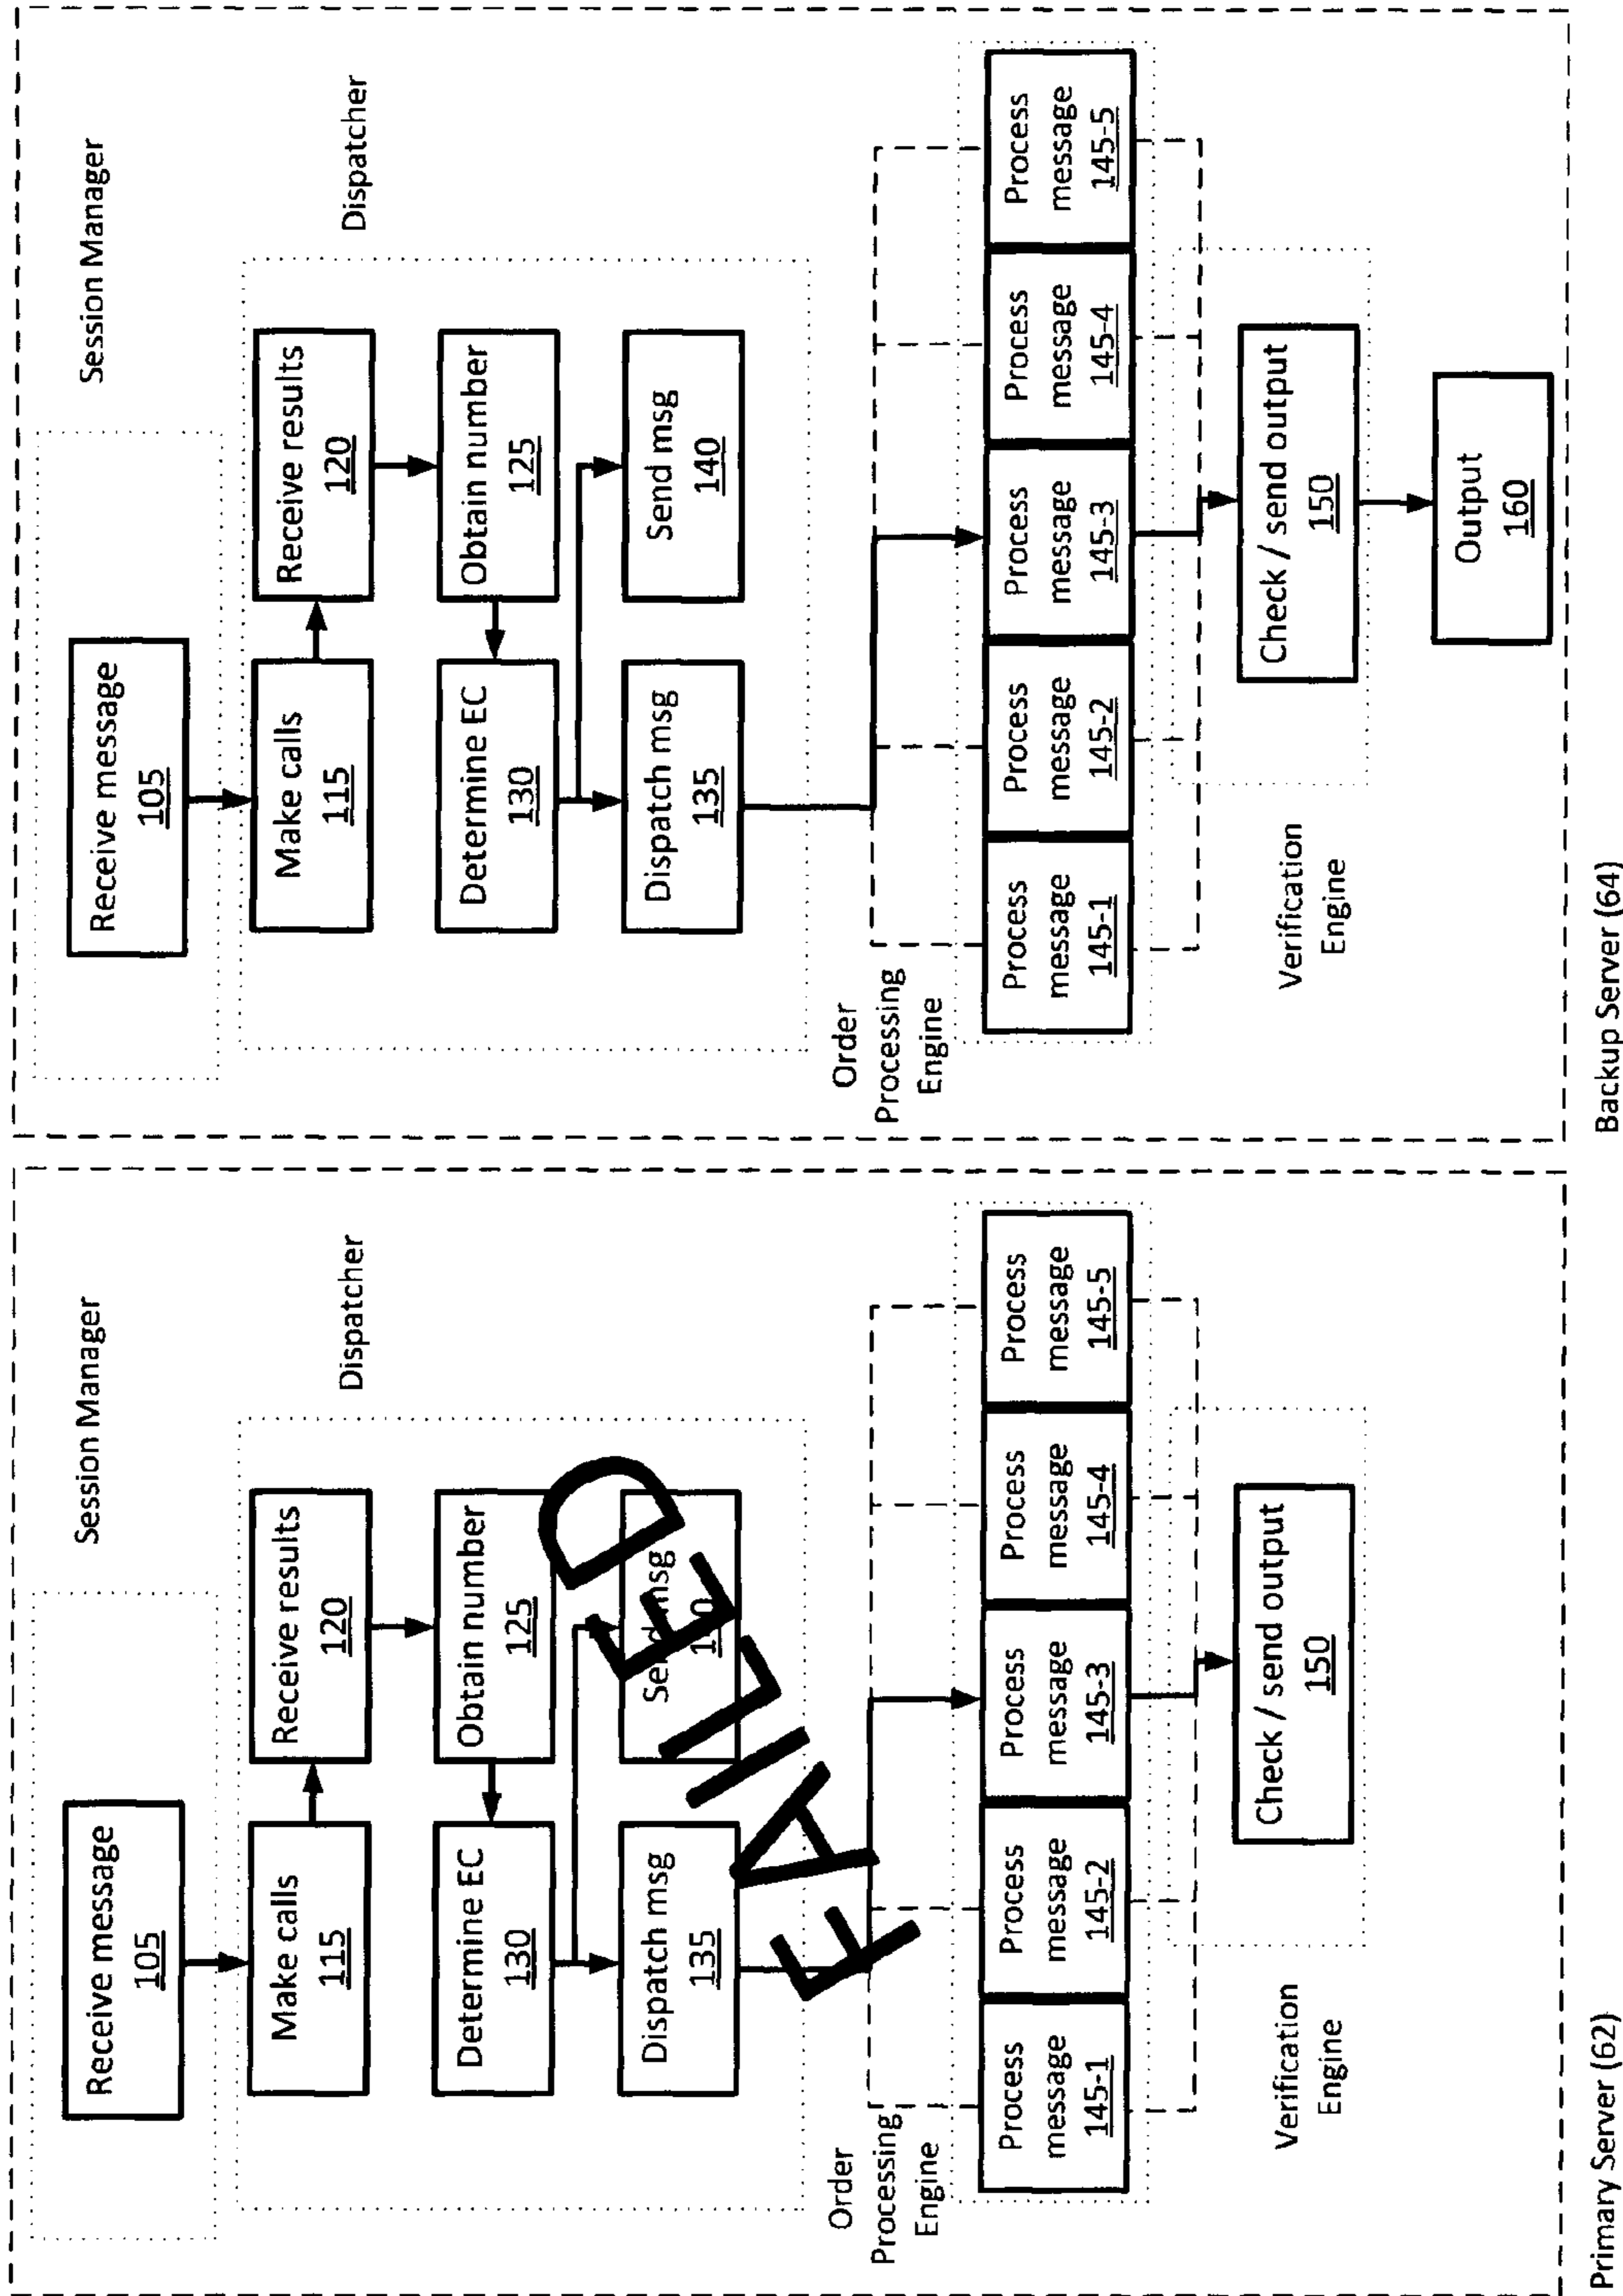 Session Manager
Receive message
105
Dispatcher
Make calls
115
Receive results
120
Obtain number
125
Determine EC
130
Dispatch msg
135
FAILED
Order
Processing
Engine
Process
message
145-1
Process
message
145-2
Process
message
145-3
Process
message
145-4
Process
message
145-5
Verification
Engine
Check / send output
150
Primary Server (62)
Session Manager
Receive message
105
Dispatcher
Make calls
115
Receive results
120
Obtain number
125
Determine EC
130
Dispatch msg
135
Send msg
140
Order
Processing
Engine
Process
message
145-1
Process
message
145-2
Process
message
145-3
Process
message
145-4
Process
message
145-5
Verification
Engine
Check / send output
150
Output
160
Backup Server (64)